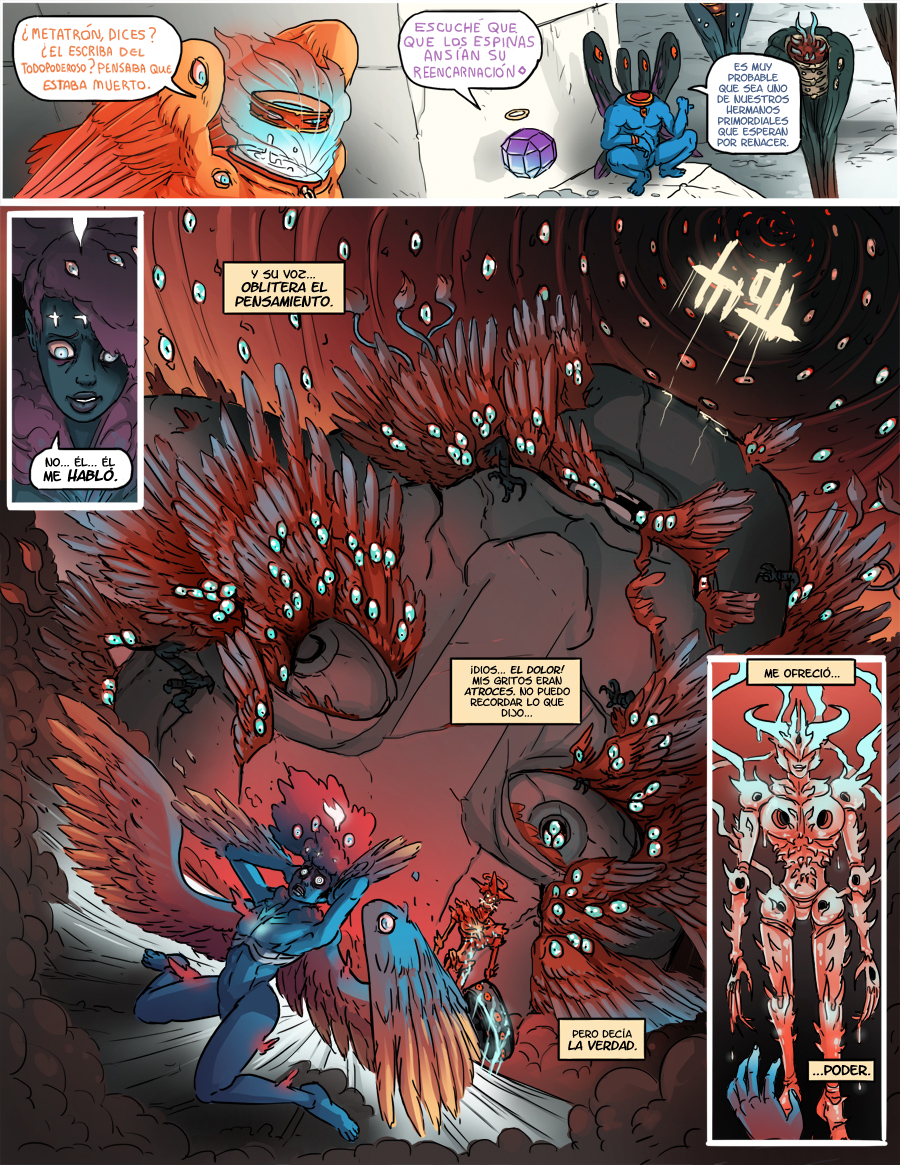 ¿METATRÓN, DICES?
¿EL ESCRIBA DEL
TODOPODEROSO? PENSABA QUE
ESTABA MUERTO.
ESCUCHÉ QUE
QUE LOS ESPINAS
ANSÍAN SU
REENCARNACIÓN
ES MUY
PROBABLE
QUE SEA UNO
DE NUESTROS
HERMANOS
PRIMORDIALES
QUE ESPERAN
POR RENACER.
NO... ÉL... ÉL
ME HABLÓ.
Y SU VOZ...
OBLITERA EL
PENSAMIENTO.
¡DIOS... EL DOLOR!
MIS GRITOS ERAN
ATROCES. NO PUEDO
RECORDAR LO QUE
DIJO...
PERO DECÍA
LA VERDAD.
ME OFRECIÓ...
...PODER.